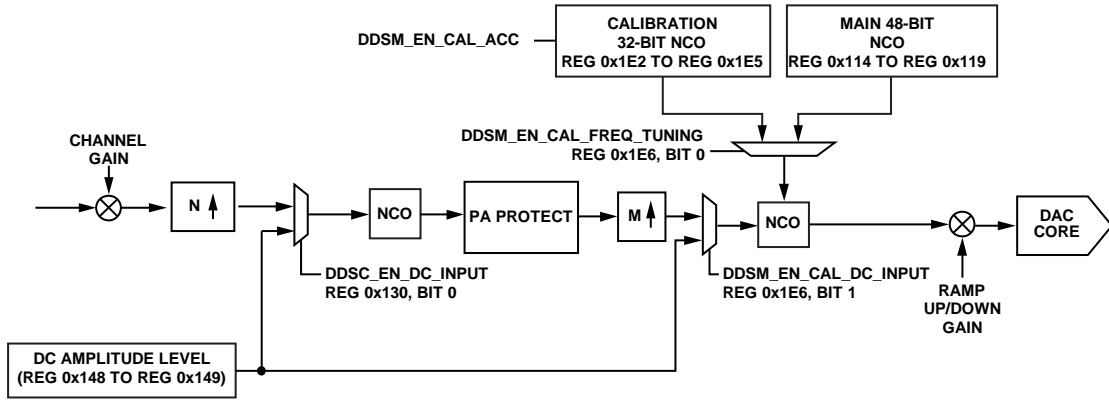 CALIBRATION
32-BIT NCO
REG 0x1E2 TO REG 0x1E5
MAIN 48-BIT
NCO
REG 0x114 TO REG 0x119
DDSM_EN_CAL_ACC
DDSM_EN_CAL_FREQ_TUNING
REG 0x1E6, BIT 0
CHANNEL
GAIN
N
NCO
PA PROTECT
M
NCO
DAC
CORE
DDSC_EN_DC_INPUT
REG 0x130, BIT 0
DDSM_EN_CAL_DC_INPUT
REG 0x1E6, BIT 1
RAMP
UP/DOWN
GAIN
DC AMPLITUDE LEVEL
(REG 0x148 TO REG 0x149)